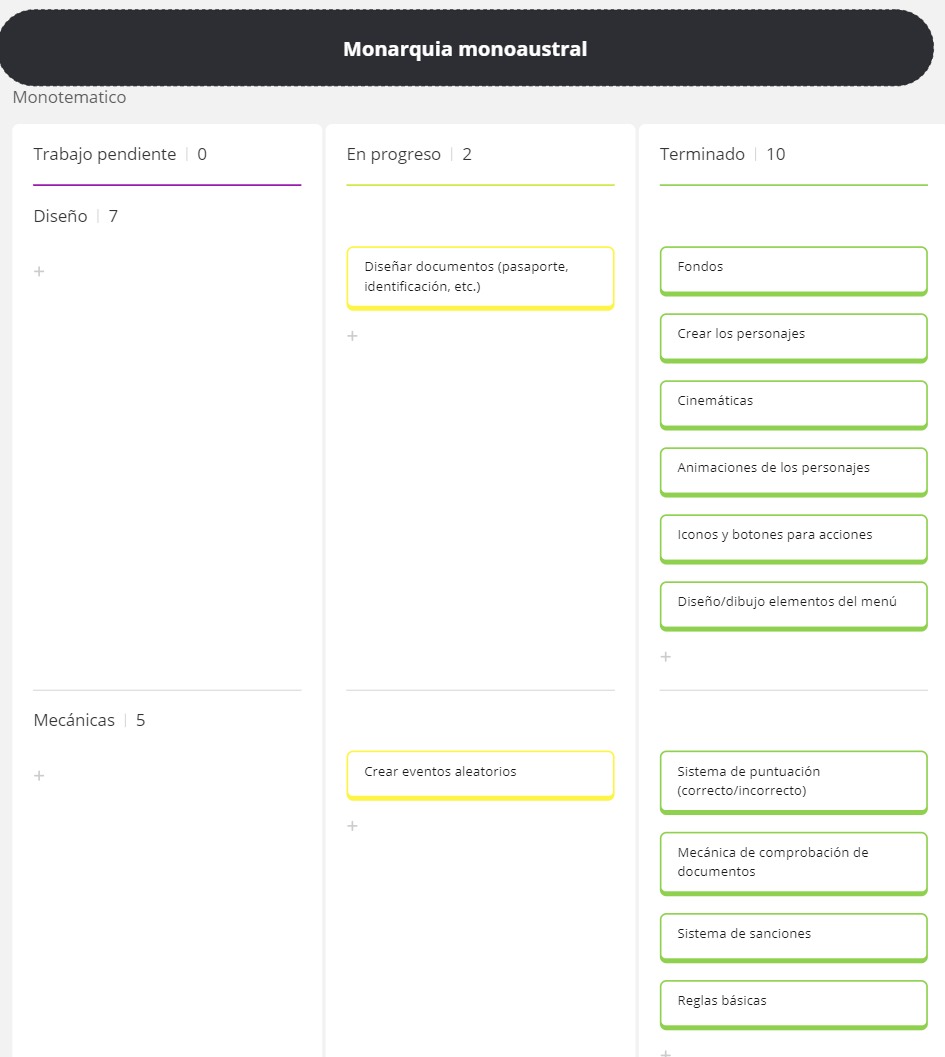 Monarquia monoaustral
Monotematico
Trabajo pendiente | 0
En progreso | 2
Terminado | 10
Diseño | 7
+
Diseñar documentos (pasaporte,
identificación, etc.)
+
Fondos
Crear los personajes
Cinemáticas
Animaciones de los personajes
Iconos y botones para acciones
Diseño/dibujo elementos del menú
+
Mecánicas | 5
+
Crear eventos aleatorios
+
Sistema de puntuación
(correcto/incorrecto)
Mecánica de comprobación de
documentos
Sistema de sanciones
Reglas básicas
+